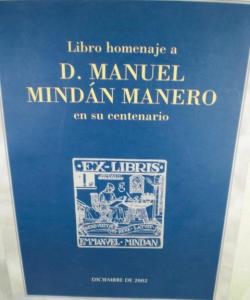 Libro homenaje a
D. MANUEL
MINDÁN MANERO
en su centenario
EX-LIBRIS
EMMANVEL MINDAN
DICIEMBRE DE 2002